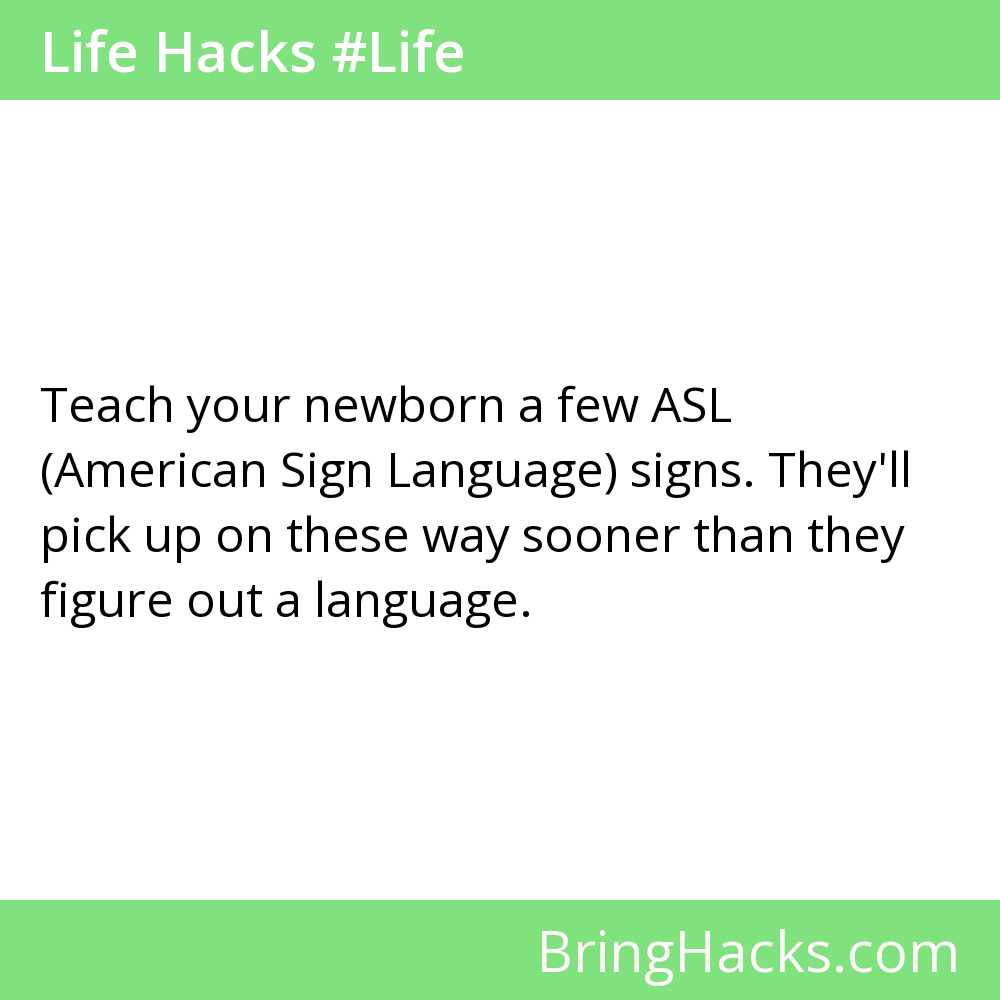 Life Hacks #Life
Teach your newborn a few ASL
(American Sign Language) signs. They'll
pick up on these way sooner than they
figure out a language.
BringHacks.com